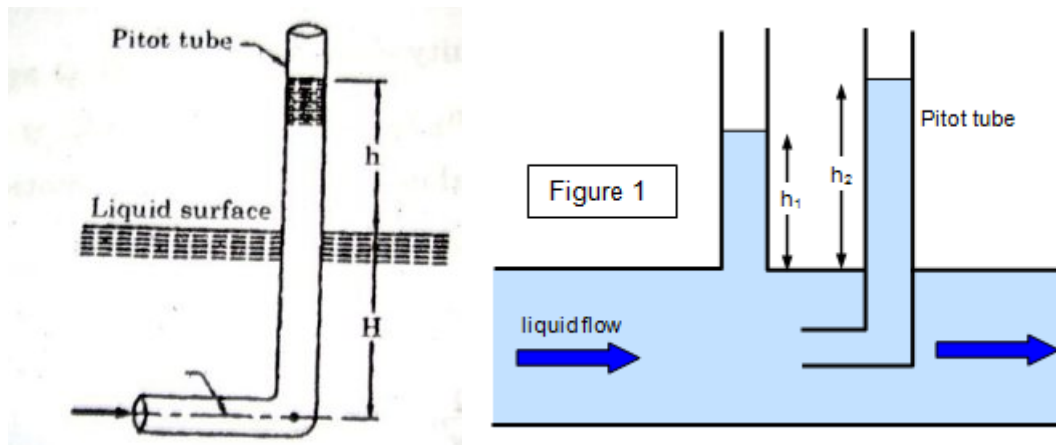 Pitot tube
h
Liquid surface
H
Figure 1
h₁
h₂
Pitot tube
liquid flow